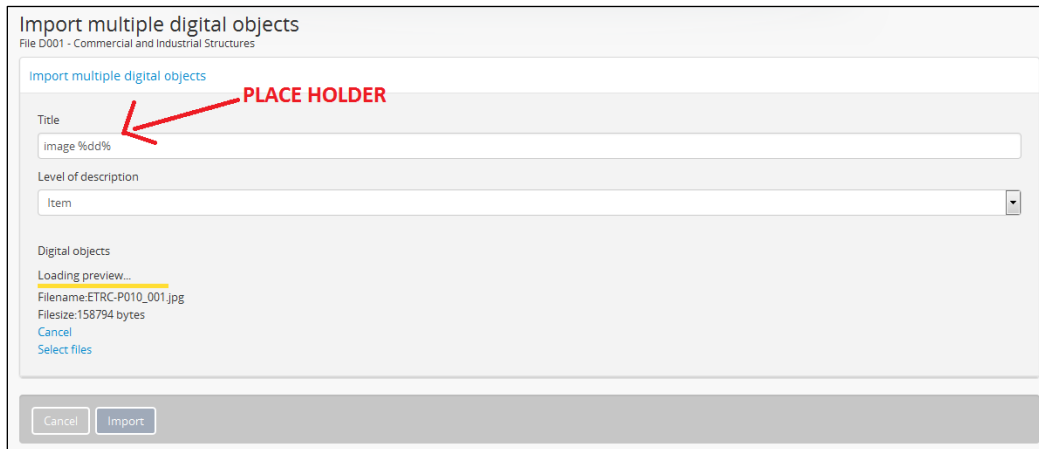 Import multiple digital objects
File D001 - Commercial and Industrial Structures
Import multiple digital objects
PLACE HOLDER
Title
image %dd%
Level of description
Item
Digital objects
Loading preview...
Filename:ETRC-P010_001.jpg
Filesize:158794 bytes
Cancel
Select files
Cancel Import